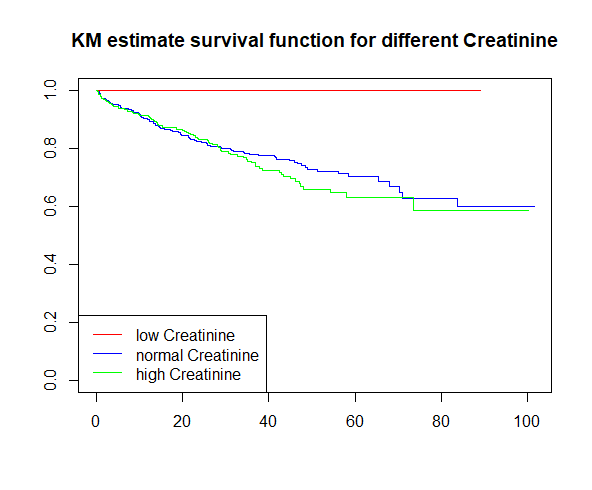 KM estimate survival function for different Creatinine
1.0
0.8
0.6
0.4
0.2
0.0
low Creatinine
normal Creatinine
high Creatinine
0 20 40 60 80 100